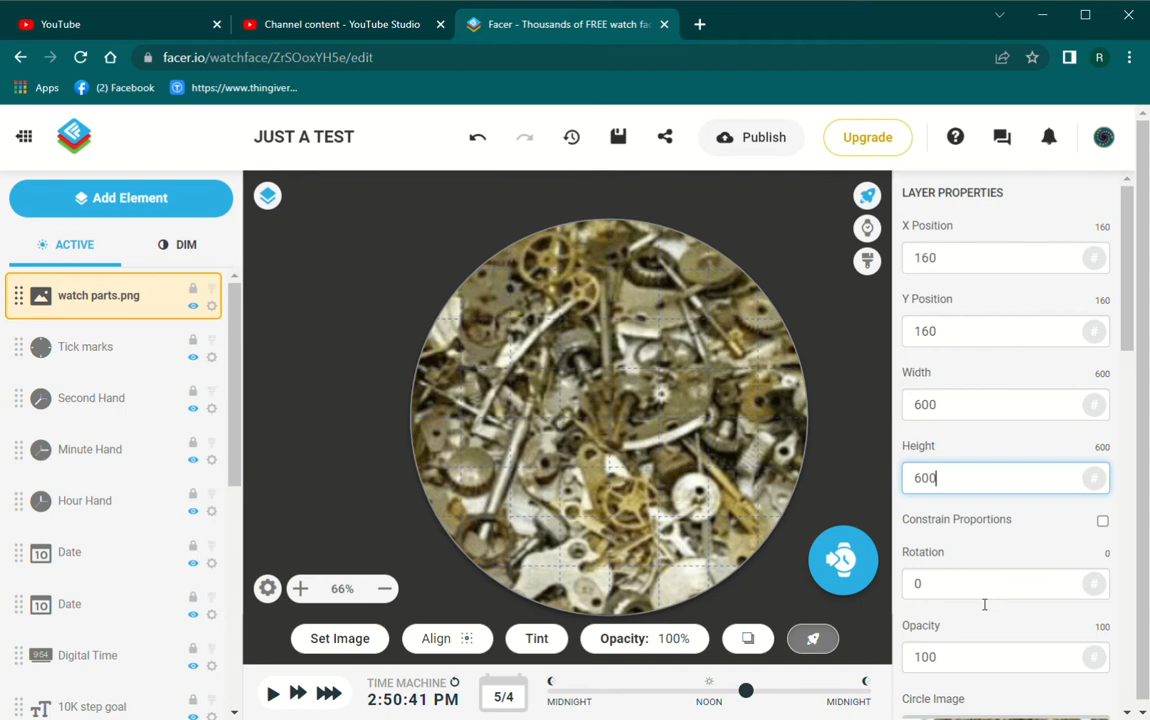 YouTube
Channel content - YouTube Studio
Facer - Thousands of FREE watch fac
facer.io/watchface/ZrSOoxYH5e/edit
R
Apps
(2) Facebook
https://www.thingiver...
JUST A TEST
Publish
Upgrade
Add Element
ACTIVE
DIM
watch parts.png
Tick marks
Second Hand
Minute Hand
Hour Hand
10 Date
10 Date
9:54 Digital Time
10K step goal
66%
Set Image
Align
Tint
Opacity: 100%
TIME MACHINE
2:50:41 PM
5/4
MIDNIGHT
NOON
MIDNIGHT
LAYER PROPERTIES
X Position 160
160 #
Y Position 160
160 #
Width 600
600 #
Height 600
600 #
Constrain Proportions
Rotation 0
0 #
Opacity 100
100 #
Circle Image